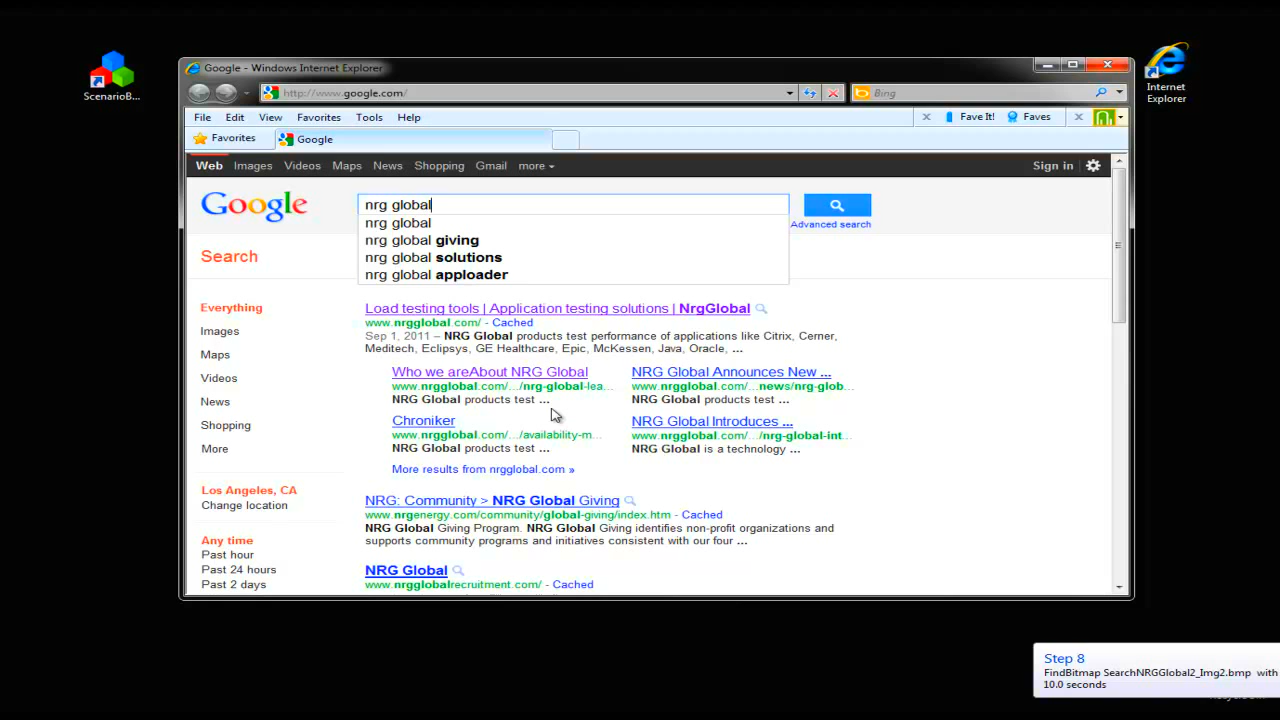 ScenarioB...
Internet
Explorer
Google - Windows Internet Explorer
http://www.google.com/
Bing
File Edit View Favorites Tools Help
Fave It! Faves
Favorites
Google
Web Images Videos Maps News Shopping Gmail more
Sign in
Google
nrg global
Advanced search
nrg global
nrg global giving
nrg global solutions
nrg global apploader
Search
Everything
Images
Maps
Videos
News
Shopping
More
Los Angeles, CA
Change location
Any time
Past hour
Past 24 hours
Past 2 days
Load testing tools | Application testing solutions | NrgGlobal
www.nrgglobal.com/ - Cached
Sep 1, 2011 – NRG Global products test performance of applications like Citrix, Cerner,
Meditech, Eclipsys, GE Healthcare, Epic, McKessen, Java, Oracle, ...
Who we areAbout NRG Global
www.nrgglobal.com/.../nrg-global-lea...
NRG Global products test ...
NRG Global Announces New ...
www.nrgglobal.com/...news/nrg-glob...
NRG Global products test ...
Chroniker
www.nrgglobal.com/.../availability-m...
NRG Global products test ...
NRG Global Introduces ...
www.nrgglobal.com/.../nrg-global-int...
NRG Global is a technology ...
More results from nrgglobal.com »
NRG: Community > NRG Global Giving
www.nrgenergy.com/community/global-giving/index.htm - Cached
NRG Global Giving Program. NRG Global Giving identifies non-profit organizations and
supports community programs and initiatives consistent with our four ...
NRG Global
www.nrgglobalrecruitment.com/ - Cached
Step 8
FindBitmap SearchNRGGlobal2_Img2.bmp with
10.0 seconds